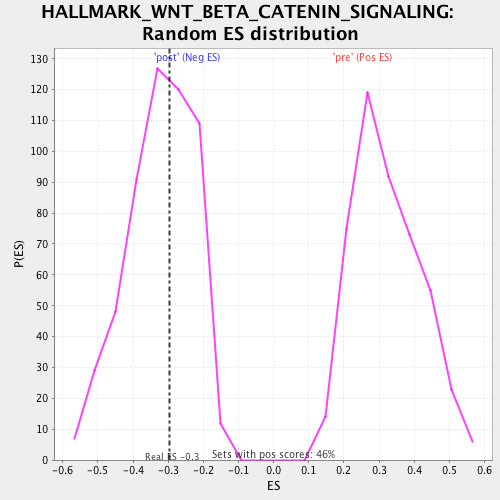 HALLMARK_WNT_BETA_CATENIN_SIGNALING:
Random ES distribution
'post' (Neg ES) 'pre' (Pos ES)
130
120
110
100
90
80
70
60
50
40
30
20
10
0
P(ES)
Real ES -0.3 Sets with pos scores: 46%
-0.6 -0.5 -0.4 -0.3 -0.2 -0.1 0.0 0.1 0.2 0.3 0.4 0.5 0.6
ES